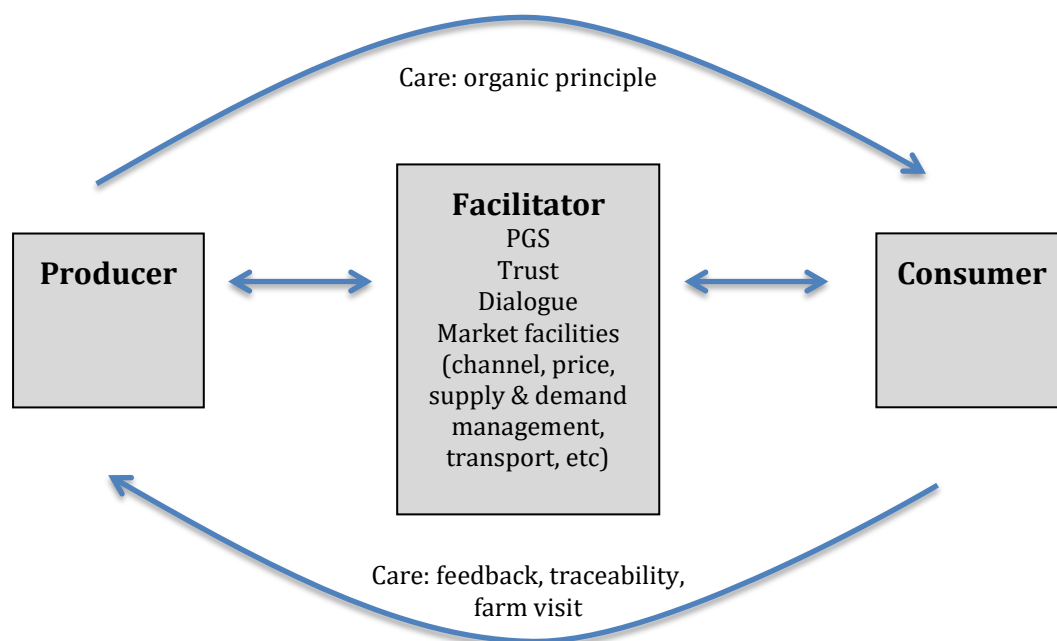 Care: organic principle
Facilitator
PGS
Trust
Dialogue
Market facilities
(channel, price,
supply & demand
management,
transport, etc)
Producer
Consumer
Care: feedback, traceability,
farm visit